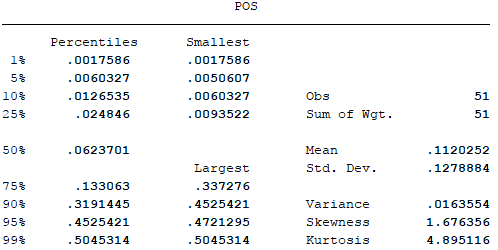 POS
Percentiles Smallest
1% .0017586 .0017586
5% .0060327 .0050607
10% .0126535 .0060327 Obs 51
25% .024846 .0093522 Sum of Wgt. 51
50% .0623701 Mean .1120252
Largest Std. Dev. .1278884
75% .133063 .337276
90% .3191445 .4525421 Variance .0163554
95% .4525421 .4721295 Skewness 1.676356
99% .5045314 .5045314 Kurtosis 4.895116